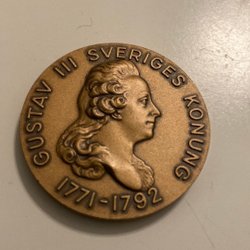 GUSTAV III SVERIGES KONUNG
1771-1792